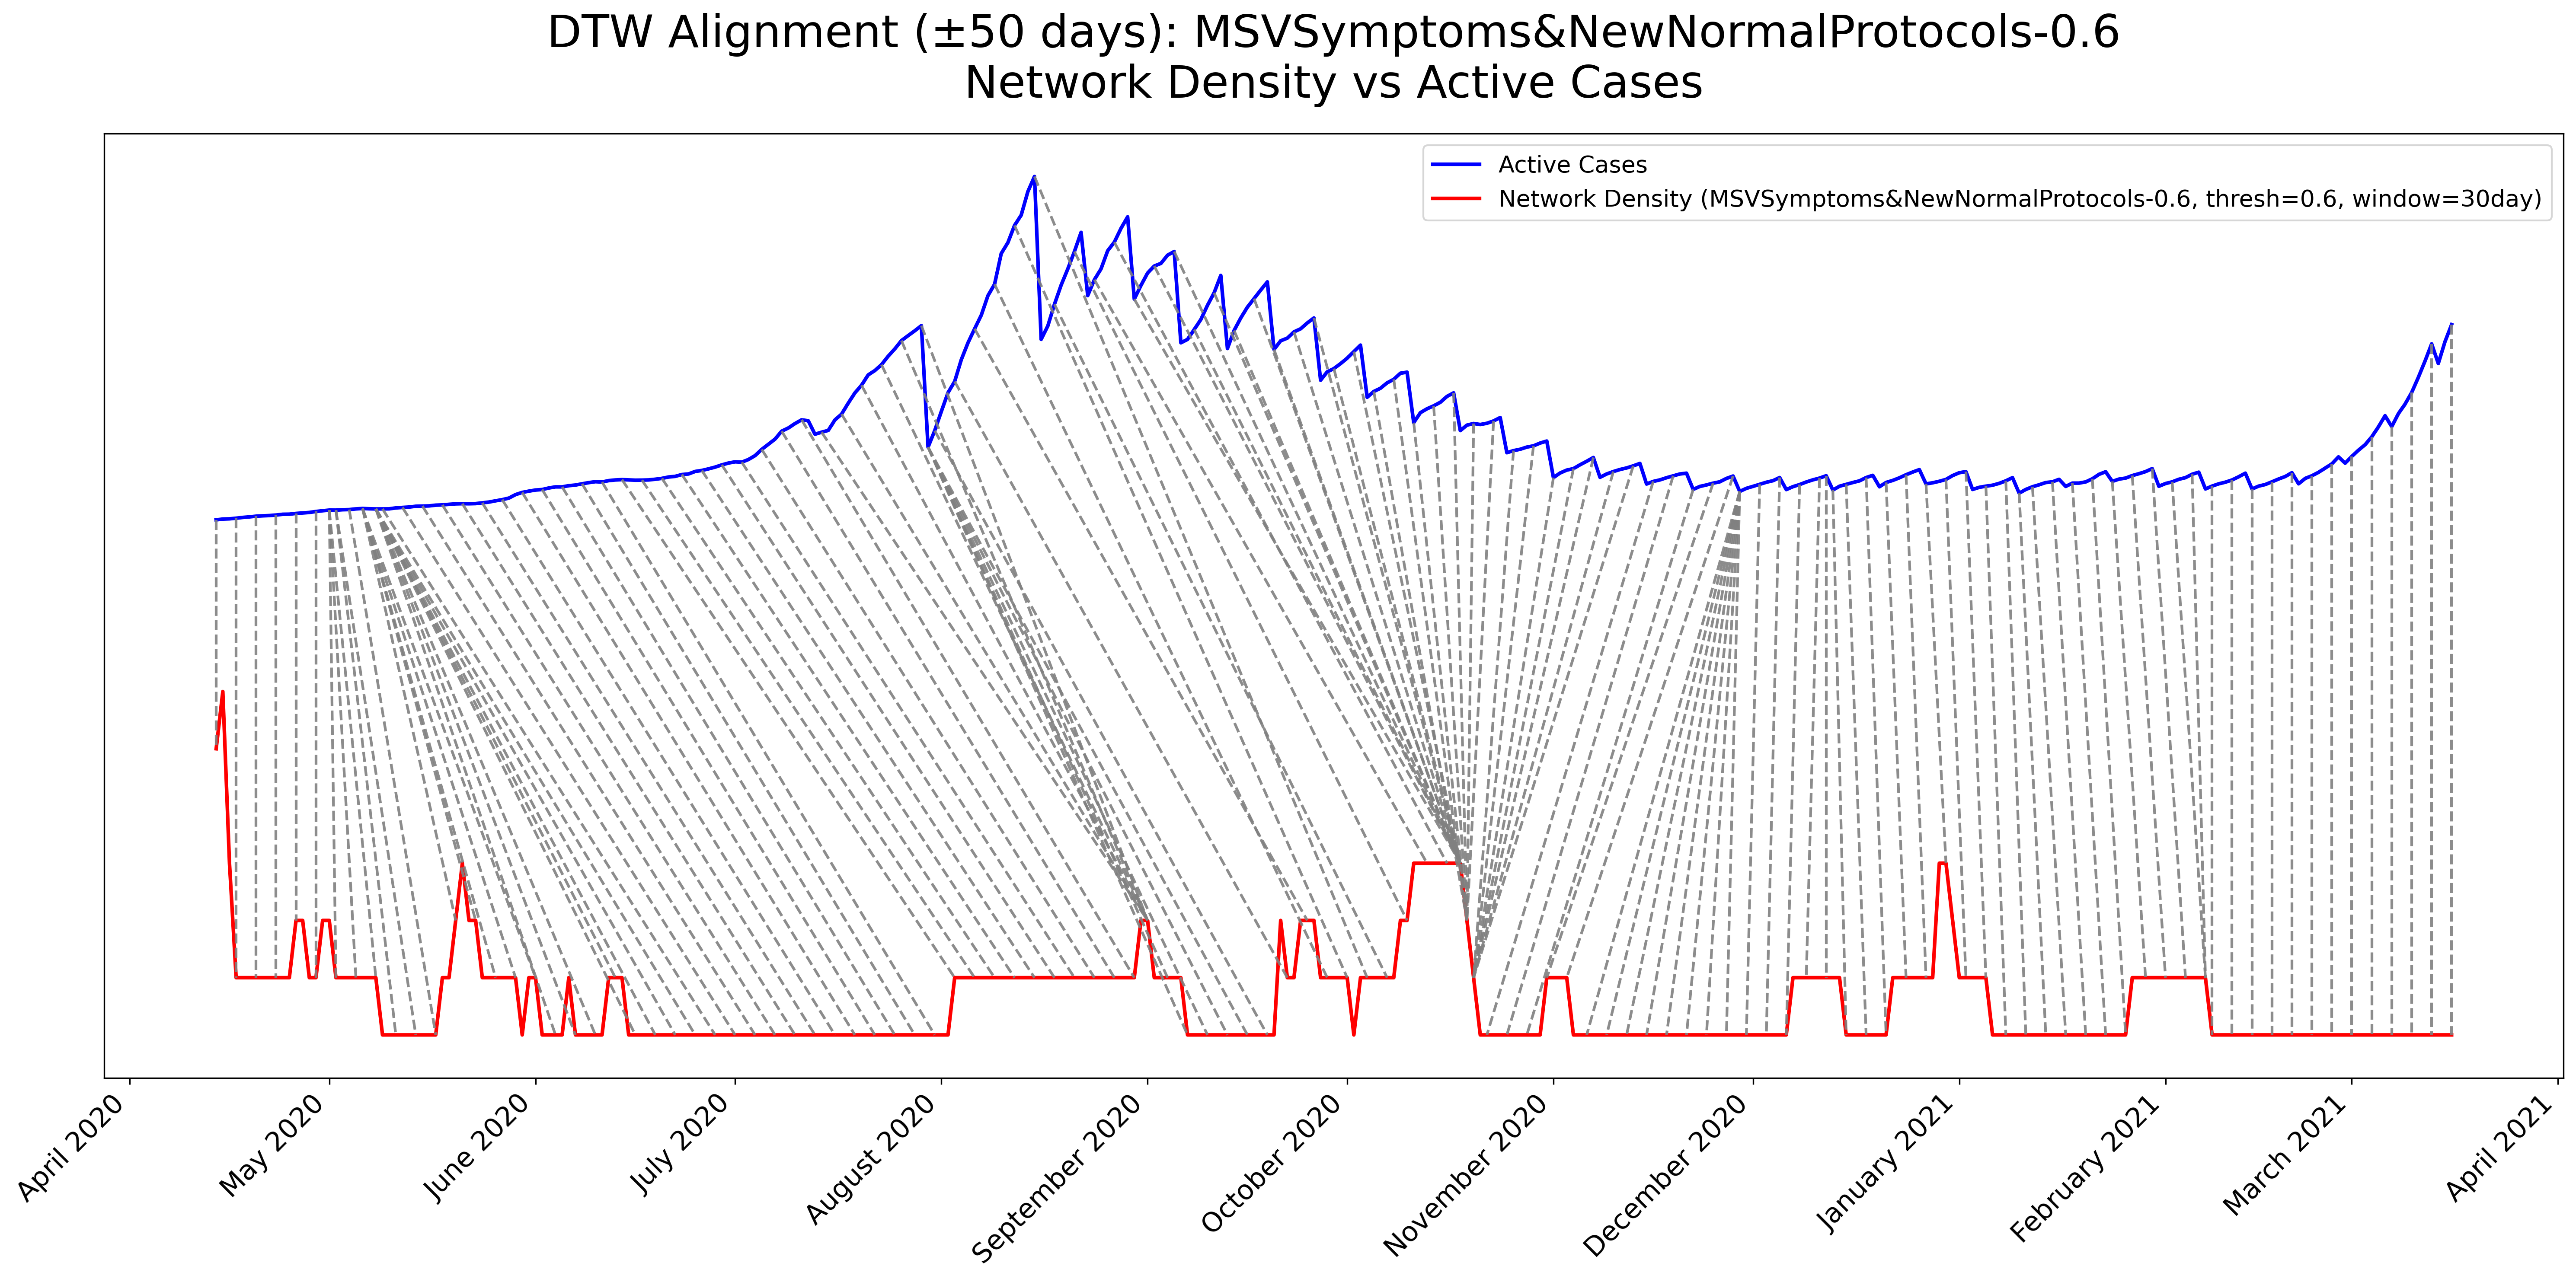 DTW Alignment (±50 days): MSVSymptoms&NewNormalProtocols-0.6
Network Density vs Active Cases
Active Cases
Network Density (MSVSymptoms&NewNormalProtocols-0.6, thresh=0.6, window=30day)
April 2020
May 2020
June 2020
July 2020
August 2020
September 2020
October 2020
November 2020
December 2020
January 2021
February 2021
March 2021
April 2021